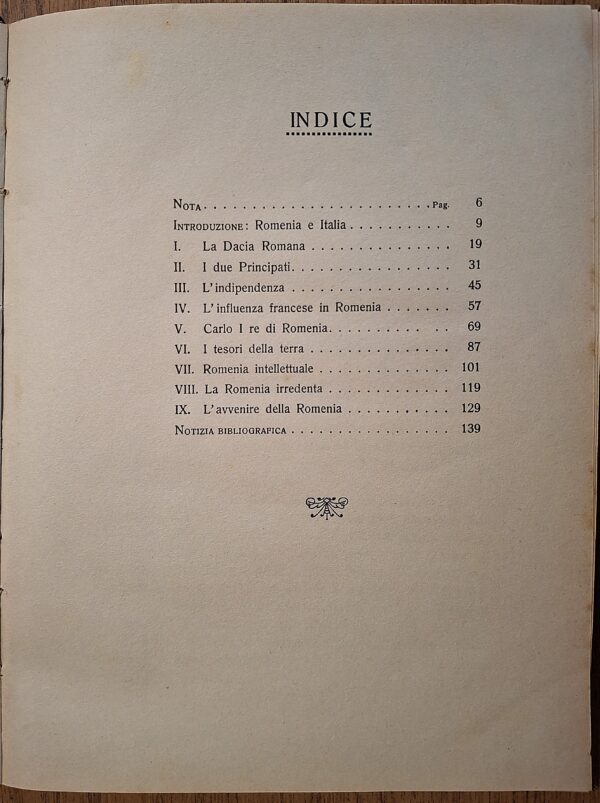 INDICE
NOTA . . . . . . . . . . . . . . . . . . . . . . . . Pag. 6
INTRODUZIONE: Romenia e Italia . . . . . . . . . . . 9
I. La Dacia Romana . . . . . . . . . . . . . . . 19
II. I due Principati. . . . . . . . . . . . . . . . . 31
III. L'indipendenza . . . . . . . . . . . . . . . . . 45
IV. L'influenza francese in Romenia . . . . . . . 57
V. Carlo I re di Romenia. . . . . . . . . . . . . 69
VI. I tesori della terra . . . . . . . . . . . . . . . 87
VII. Romenia intellettuale . . . . . . . . . . . . . . 101
VIII. La Romenia irredenta . . . . . . . . . . . . . 119
IX. L'avvenire della Romenia . . . . . . . . . . . 129
NOTIZIA BIBLIOGRAFICA . . . . . . . . . . . . . . . . . 139